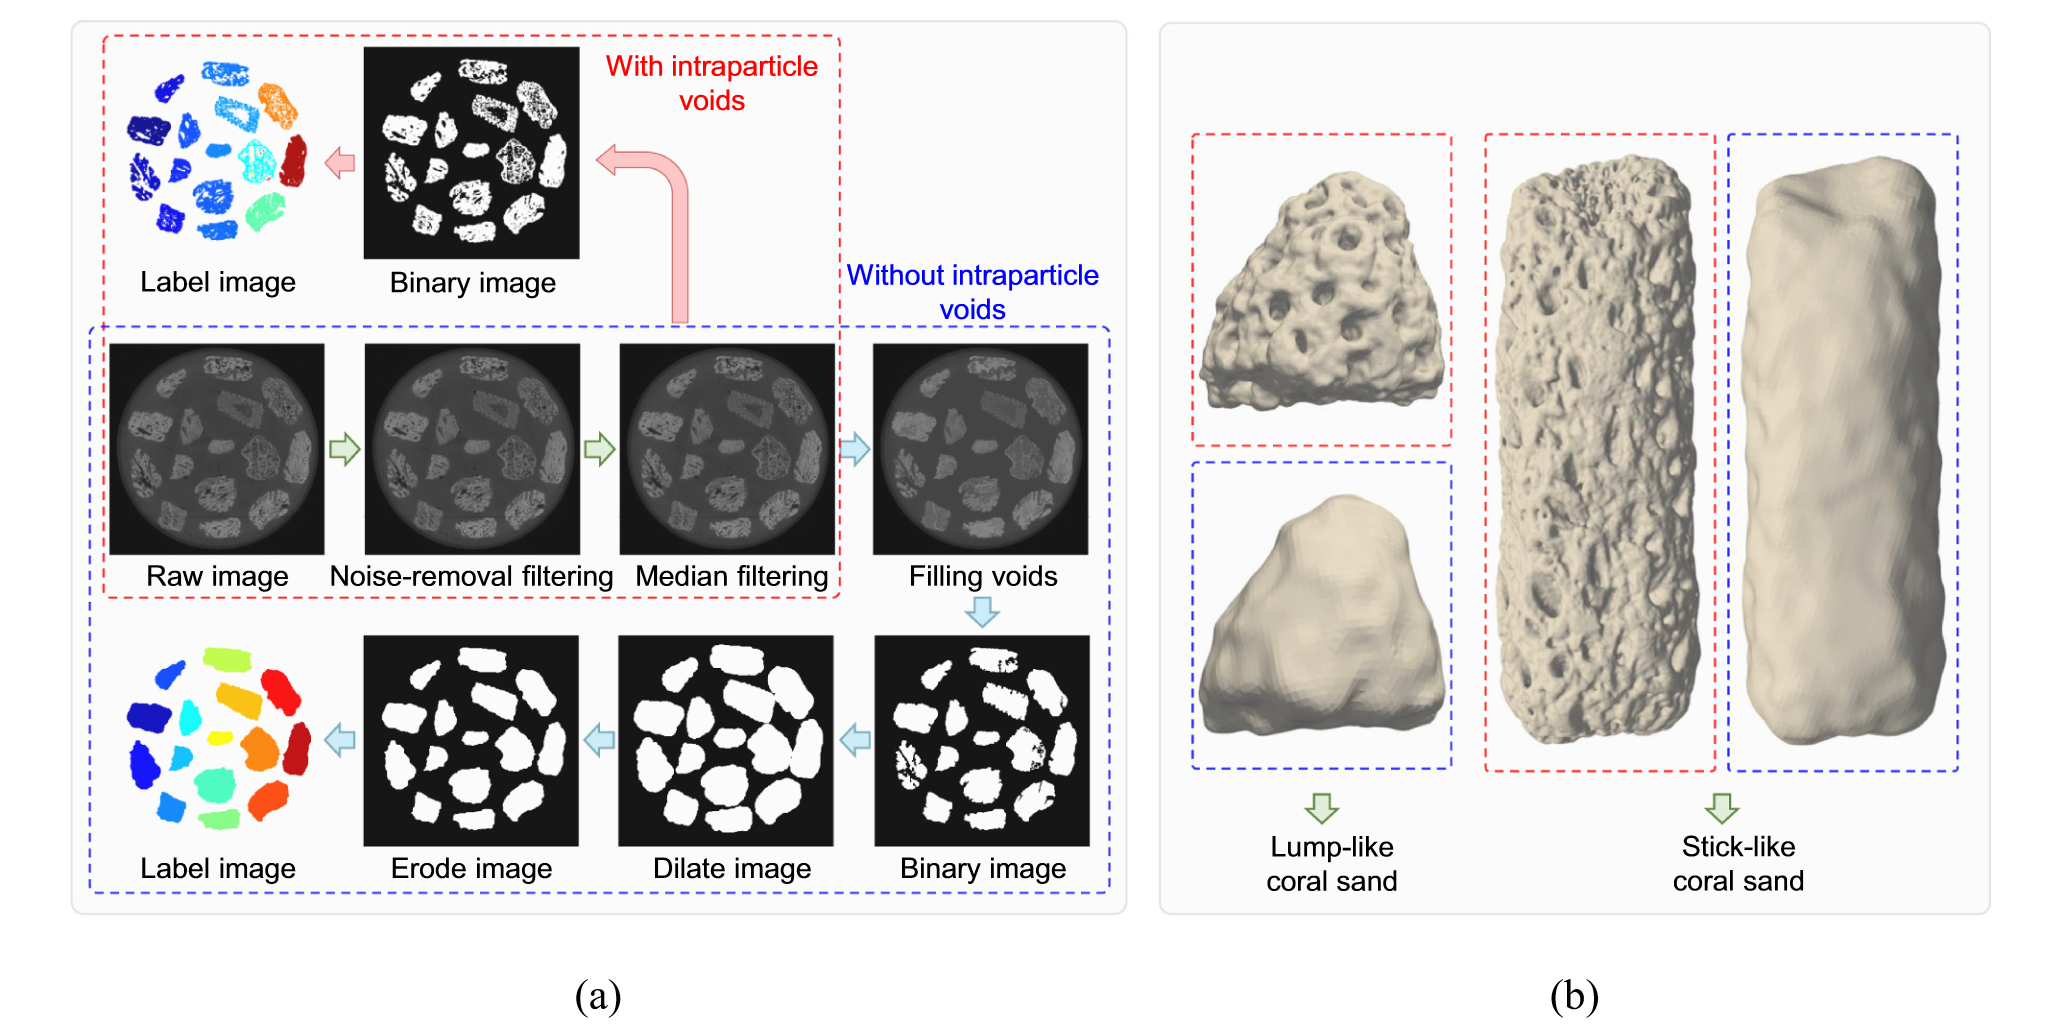 With intraparticle
voids
Label image
Binary image
Without intraparticle
voids
Raw image
Noise-removal filtering
Median filtering
Filling voids
Label image
Erode image
Dilate image
Binary image
(a)
Lump-like
coral sand
Stick-like
coral sand
(b)